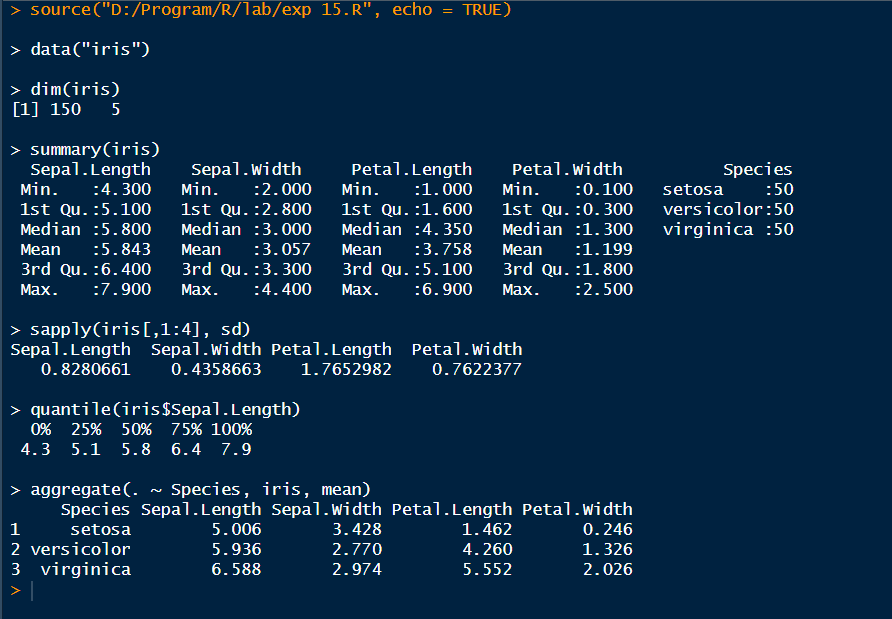 > source("D:/Program/R/lab/exp 15.R", echo = TRUE)
> data("iris")
> dim(iris)
[1] 150   5
> summary(iris)
  Sepal.Length    Sepal.Width     Petal.Length    Petal.Width          Species
 Min.   :4.300   Min.   :2.000   Min.   :1.000   Min.   :0.100   setosa    :50
 1st Qu.:5.100   1st Qu.:2.800   1st Qu.:1.600   1st Qu.:0.300   versicolor:50
 Median :5.800   Median :3.000   Median :4.350   Median :1.300   virginica :50
 Mean   :5.843   Mean   :3.057   Mean   :3.758   Mean   :1.199
 3rd Qu.:6.400   3rd Qu.:3.300   3rd Qu.:5.100   3rd Qu.:1.800
 Max.   :7.900   Max.   :4.400   Max.   :6.900   Max.   :2.500
> sapply(iris[,1:4], sd)
Sepal.Length  Sepal.Width Petal.Length  Petal.Width
   0.8280661    0.4358663    1.7652982    0.7622377
> quantile(iris$Sepal.Length)
  0%  25%  50%  75% 100%
 4.3  5.1  5.8  6.4  7.9
> aggregate(. ~ Species, iris, mean)
     Species Sepal.Length Sepal.Width Petal.Length Petal.Width
1     setosa        5.006       3.428        1.462       0.246
2 versicolor        5.936       2.770        4.260       1.326
3  virginica        6.588       2.974        5.552       2.026
>